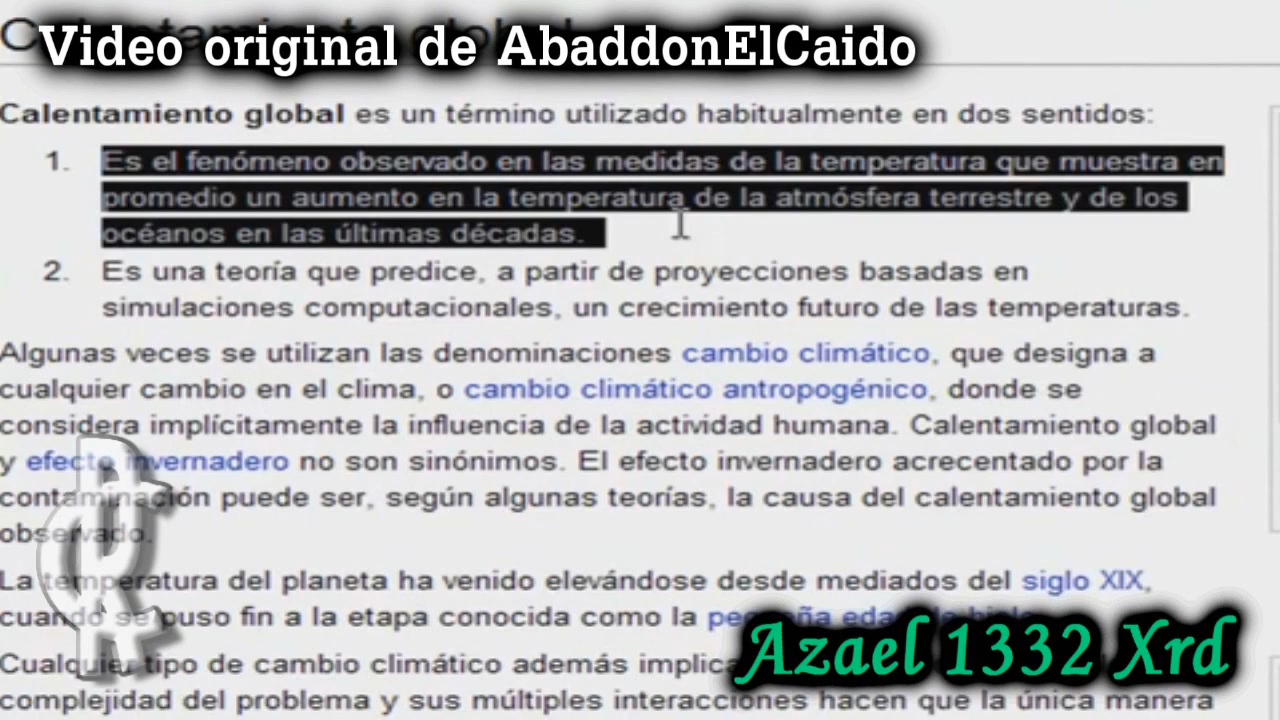 Video original de AbaddonElCaido
Calentamiento global es un término utilizado habitualmente en dos sentidos:
1. Es el fenómeno observado en las medidas de la temperatura que muestra en
promedio un aumento en la temperatura de la atmósfera terrestre y de los
océanos en las últimas décadas.
2. Es una teoría que predice, a partir de proyecciones basadas en
simulaciones computacionales, un crecimiento futuro de las temperaturas.
Algunas veces se utilizan las denominaciones cambio climático, que designa a
cualquier cambio en el clima, o cambio climático antropogénico, donde se
considera implícitamente la influencia de la actividad humana. Calentamiento global
y efecto invernadero no son sinónimos. El efecto invernadero acrecentado por la
contaminación puede ser, según algunas teorías, la causa del calentamiento global
observado.
La temperatura del planeta ha venido elevándose desde mediados del siglo XIX,
cuando se puso fin a la etapa conocida como la pequeña edad de hielo.
Cualquier tipo de cambio climático además implica
Azael 1332 Xrd
complejidad del problema y sus múltiples interacciones hacen que la única manera